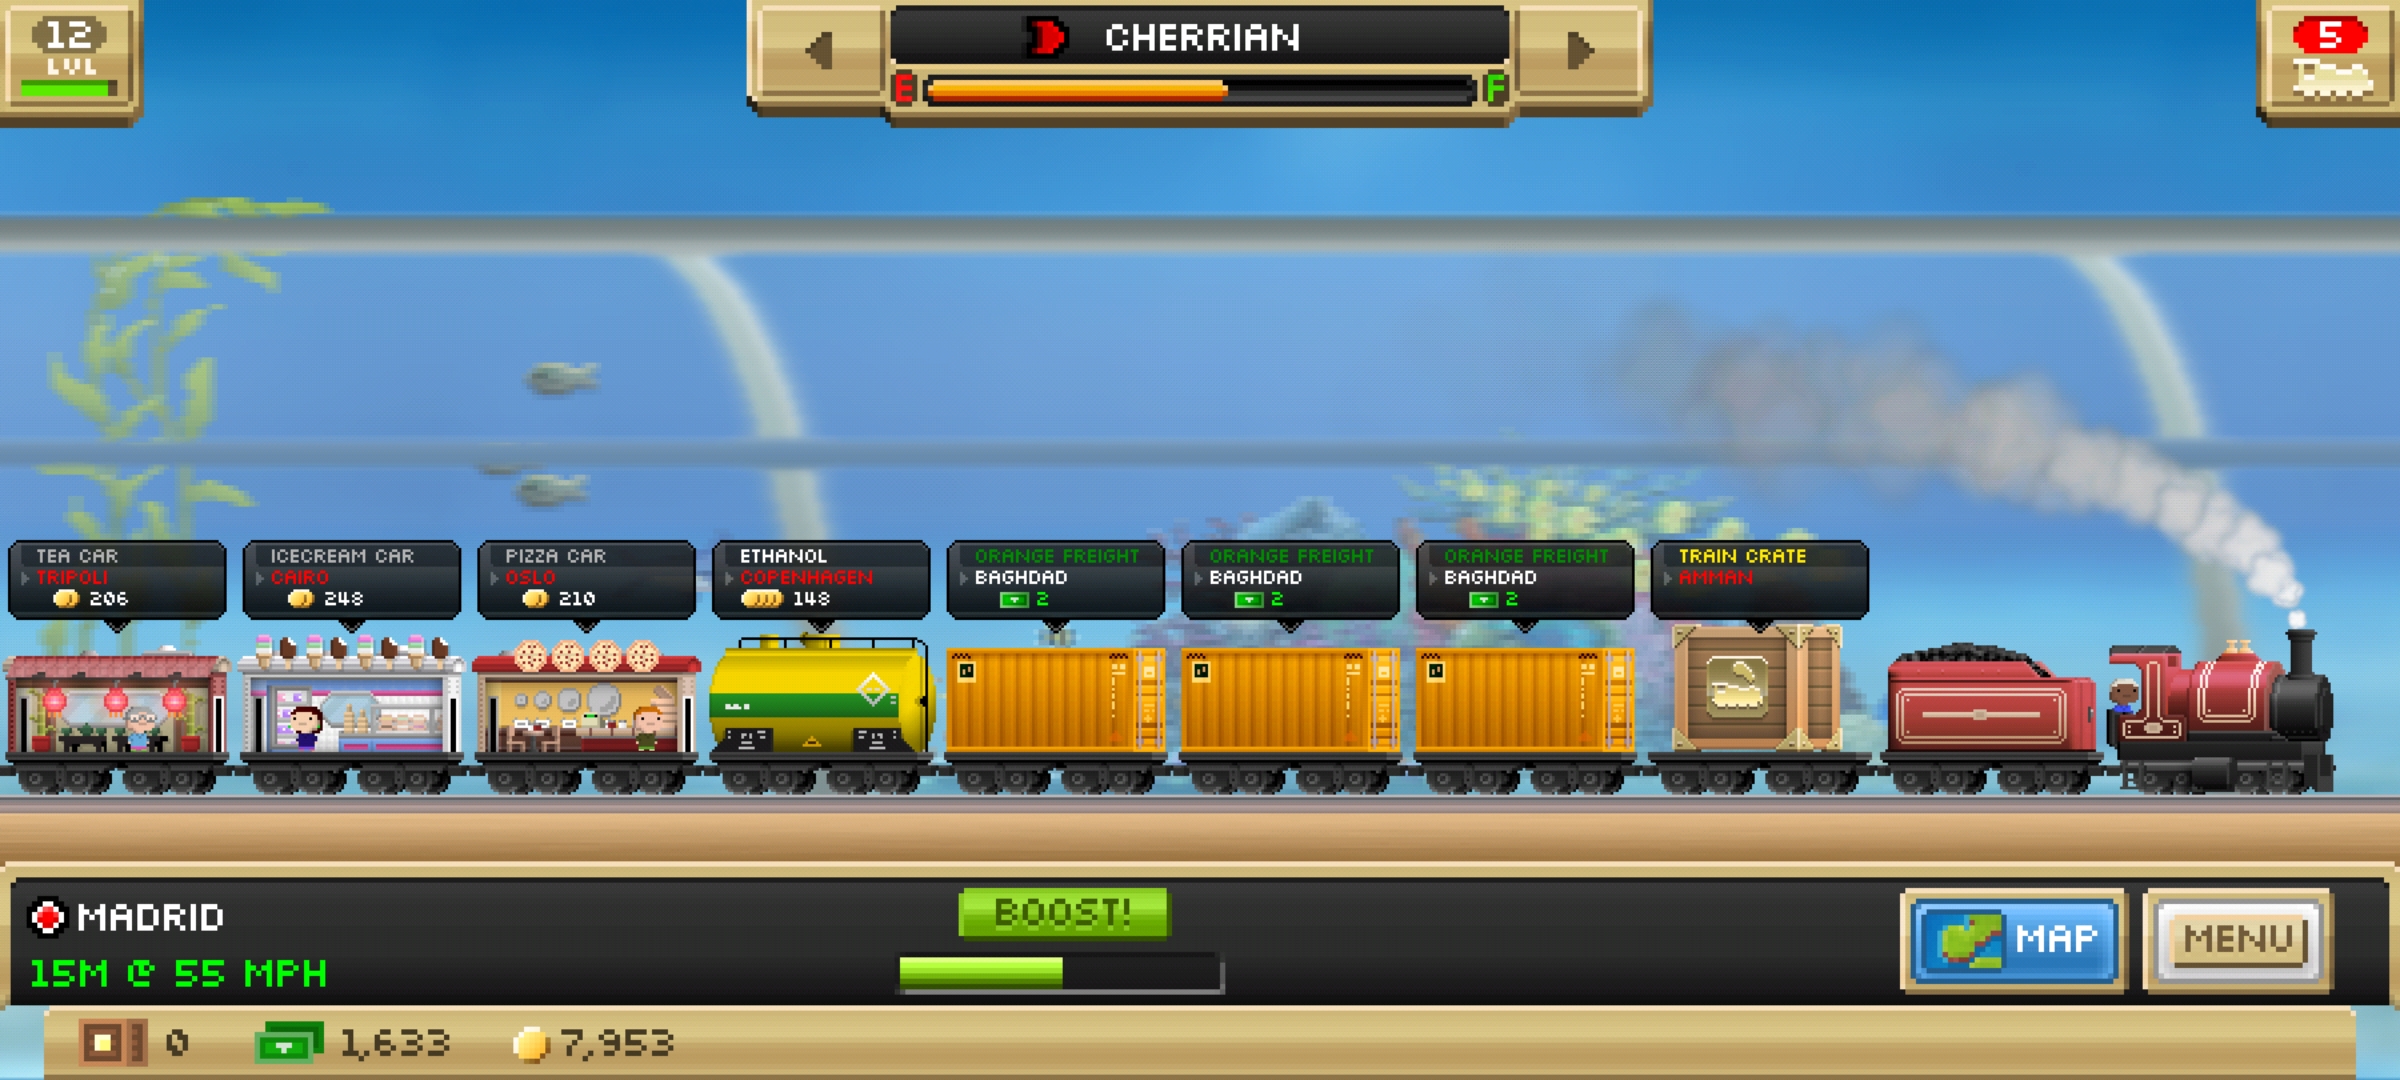 12
LVL
CHERRIAN
E F
5
TEA CAR
TRIPOLI
206
ICECREAM CAR
CAIRO
248
PIZZA CAR
OSLO
210
ETHANOL
COPENHAGEN
148
ORANGE FREIGHT
BAGHDAD
2
ORANGE FREIGHT
BAGHDAD
2
ORANGE FREIGHT
BAGHDAD
2
TRAIN CRATE
AMMAN
MADRID
15M @ 55 MPH
BOOST!
MAP
MENU
0
1,633
7,953